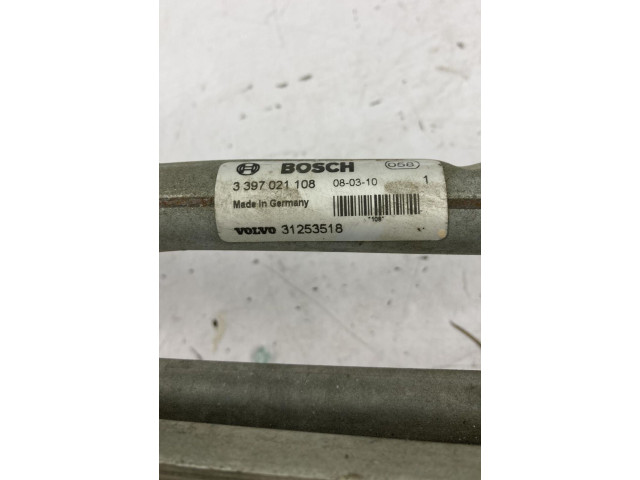 BOSCH 058
3 397 021 108 08-03-10 1
Made in Germany
"108"
VOLVO 31253518